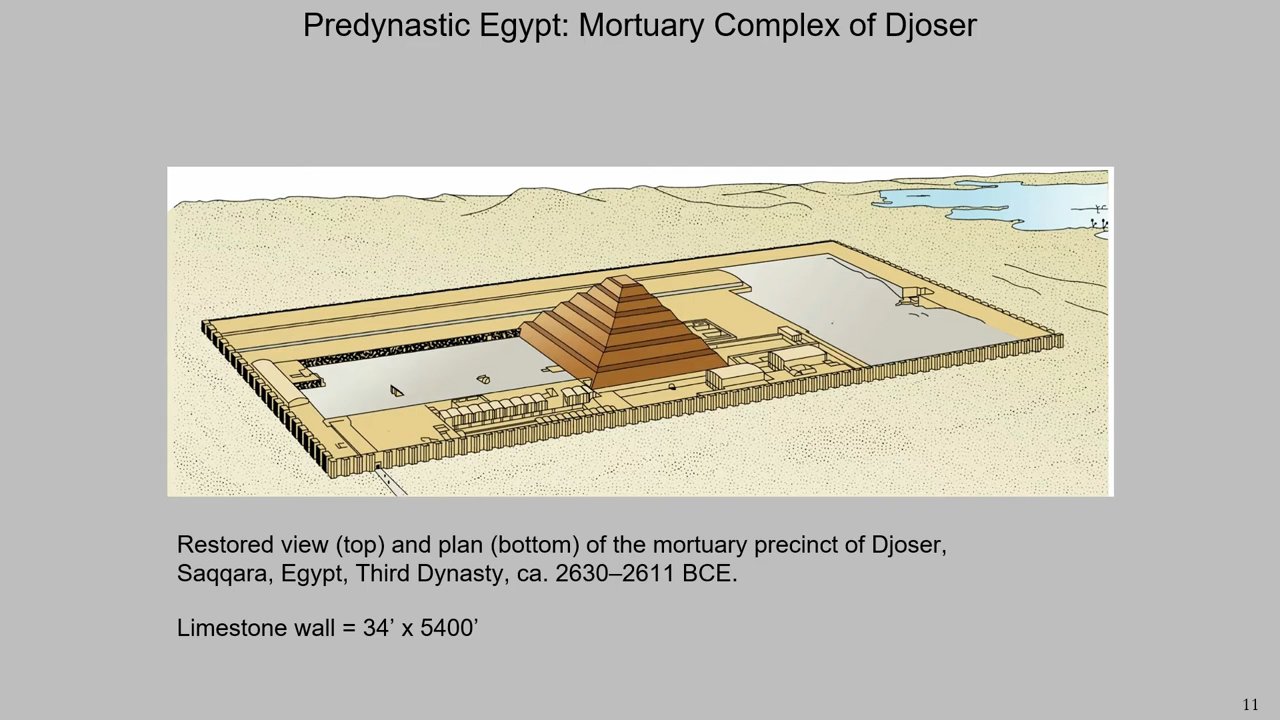 Predynastic Egypt: Mortuary Complex of Djoser
Restored view (top) and plan (bottom) of the mortuary precinct of Djoser,
Saqqara, Egypt, Third Dynasty, ca. 2630–2611 BCE.
Limestone wall = 34’ x 5400’
11